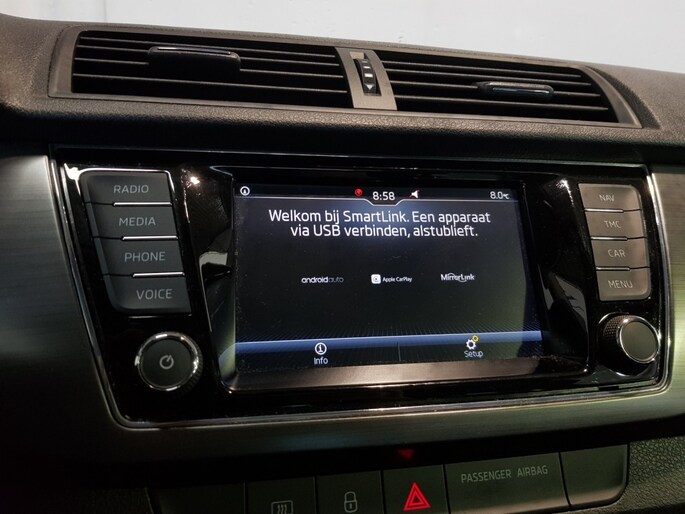 RADIO
MEDIA
PHONE
VOICE
8:58
8.0°C
Welkom bij SmartLink. Een apparaat
via USB verbinden, alstublieft.
androidauto
Apple CarPlay
MirrorLink
Info
Setup
NAV
TMC
CAR
MENU
PASSENGER AIRBAG